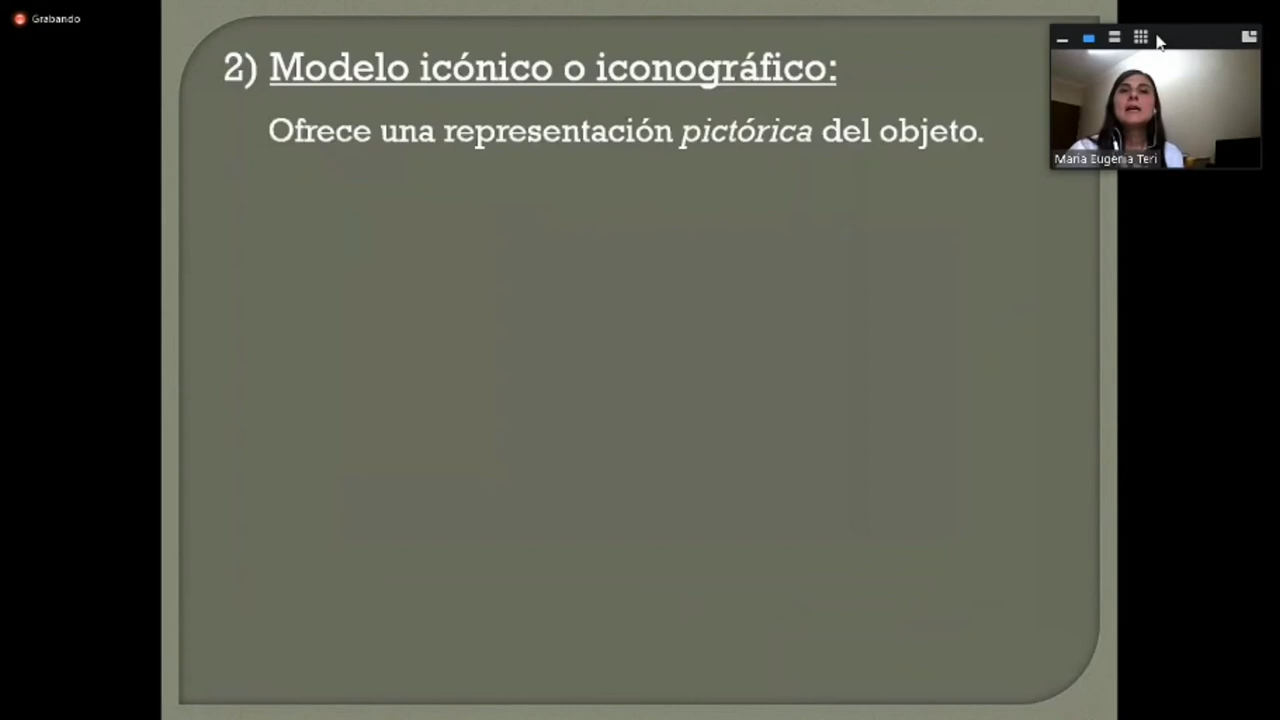 Grabando
2) Modelo icónico o iconográfico:
Ofrece una representación pictórica del objeto.
Maria Eugenia Teri